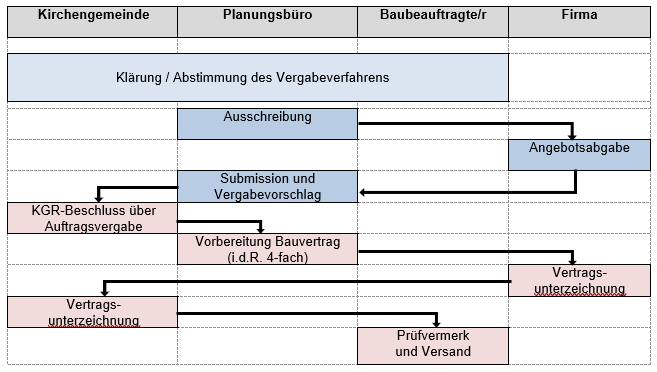 Kirchengemeinde
Planungsbüro
Baubeauftragte/r
Firma
Klärung / Abstimmung des Vergabeverfahrens
Ausschreibung
Angebotsabgabe
Submission und
Vergabevorschlag
KGR-Beschluss über
Auftragsvergabe
Vorbereitung Bauvertrag
(i.d.R. 4-fach)
Vertrags-
unterzeichnung
Vertrags-
unterzeichnung
Prüfvermerk
und Versand